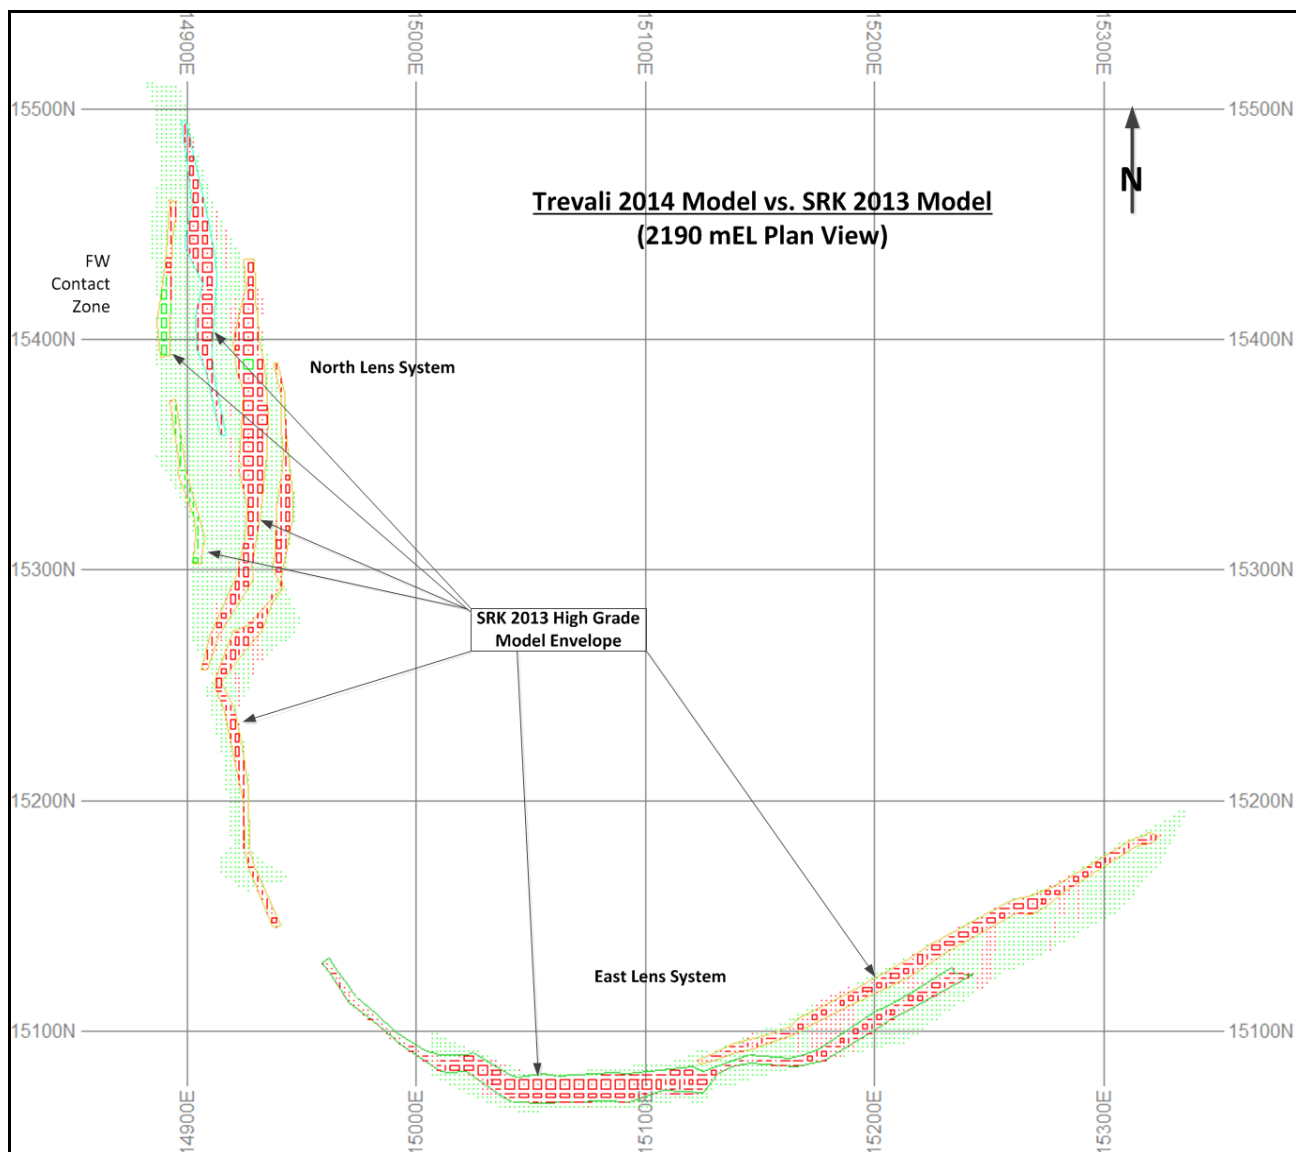 14900E
15000E
15100E
15200E
15300E
15500N
15500N
N
Trevali 2014 Model vs. SRK 2013 Model
(2190 mEL Plan View)
FW
Contact
Zone
15400N
15400N
North Lens System
15300N
15300N
SRK 2013 High Grade
Model Envelope
15200N
15200N
East Lens System
15100N
15100N
14900E
15000E
15100E
15200E
15300E